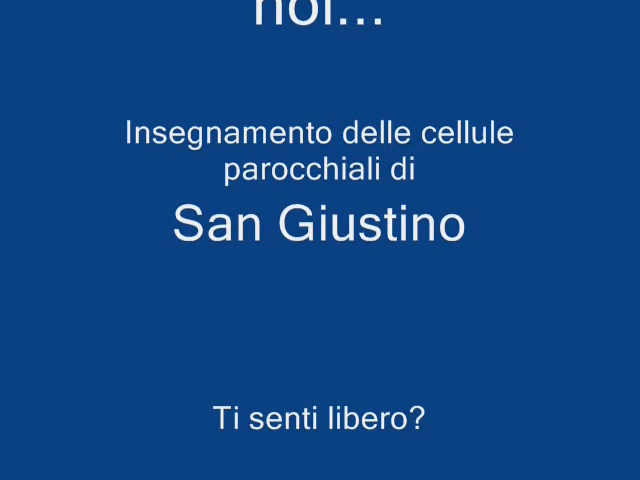 noi...
Insegnamento delle cellule
parocchiali di
San Giustino
Ti senti libero?